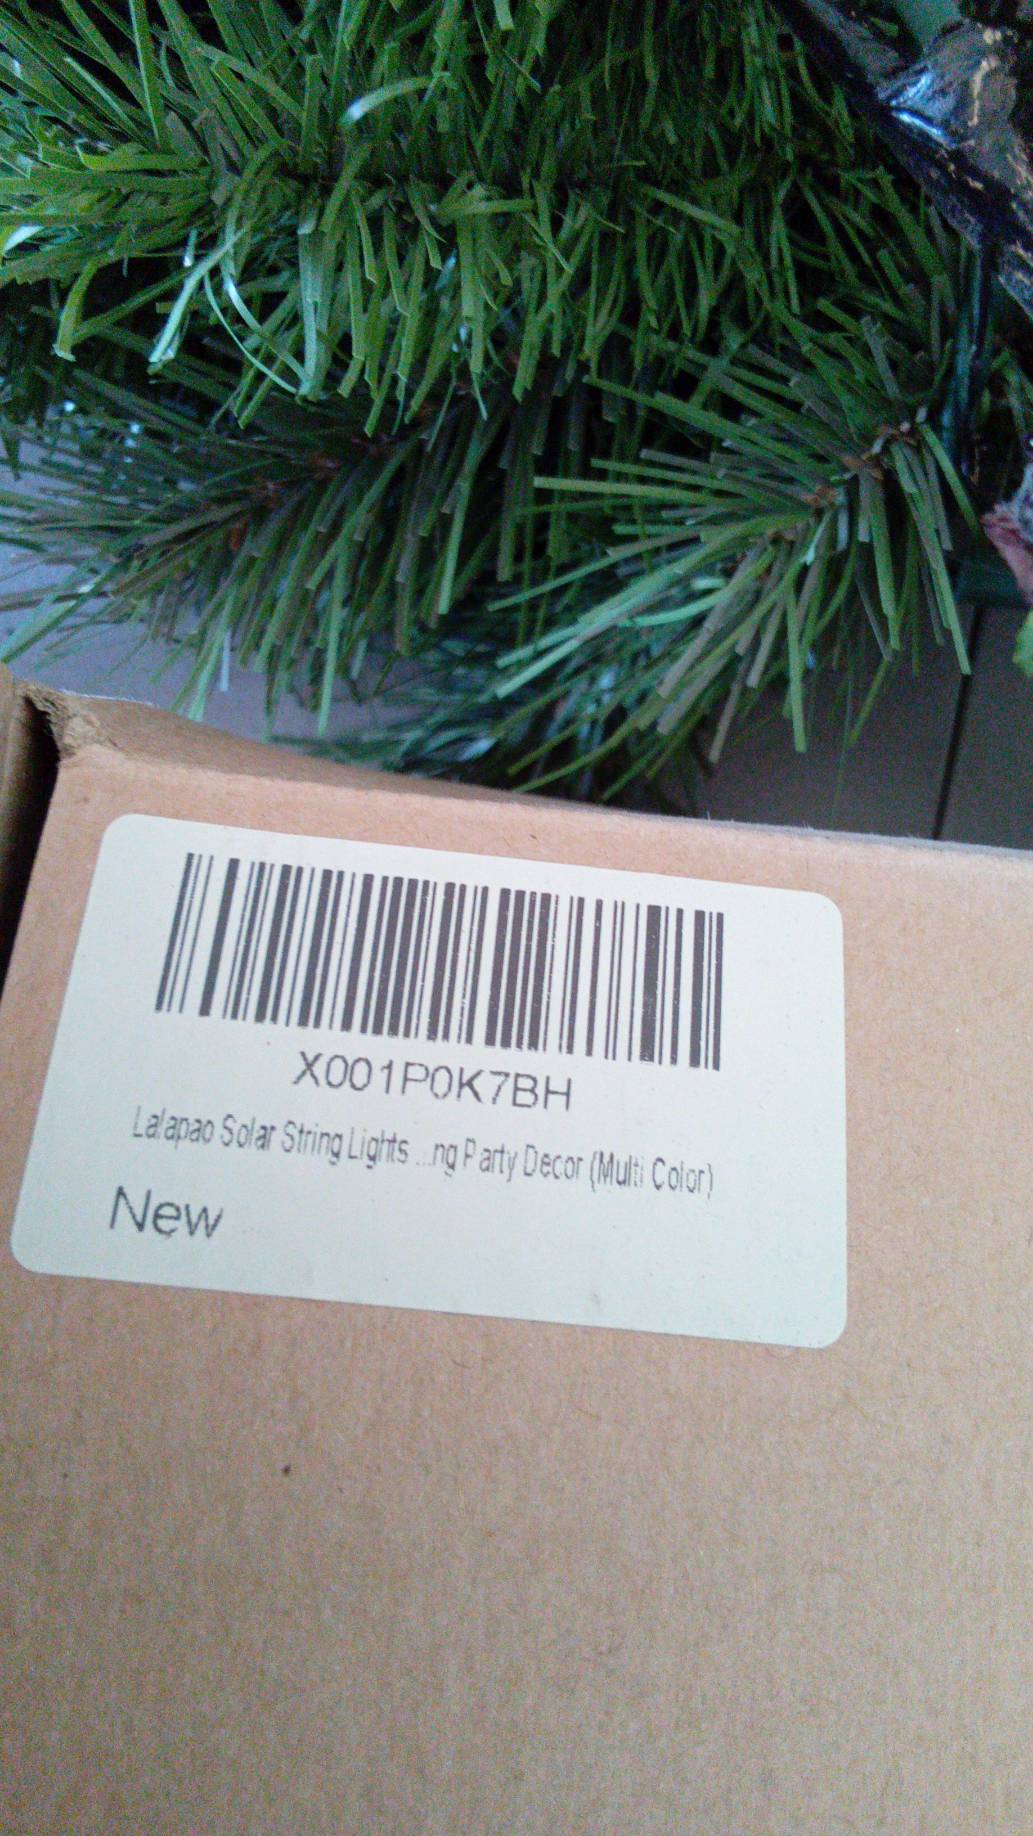 X001P0K7BH
Lalapao Solar String Lights ...ng Party Decor (Multi Color)
New